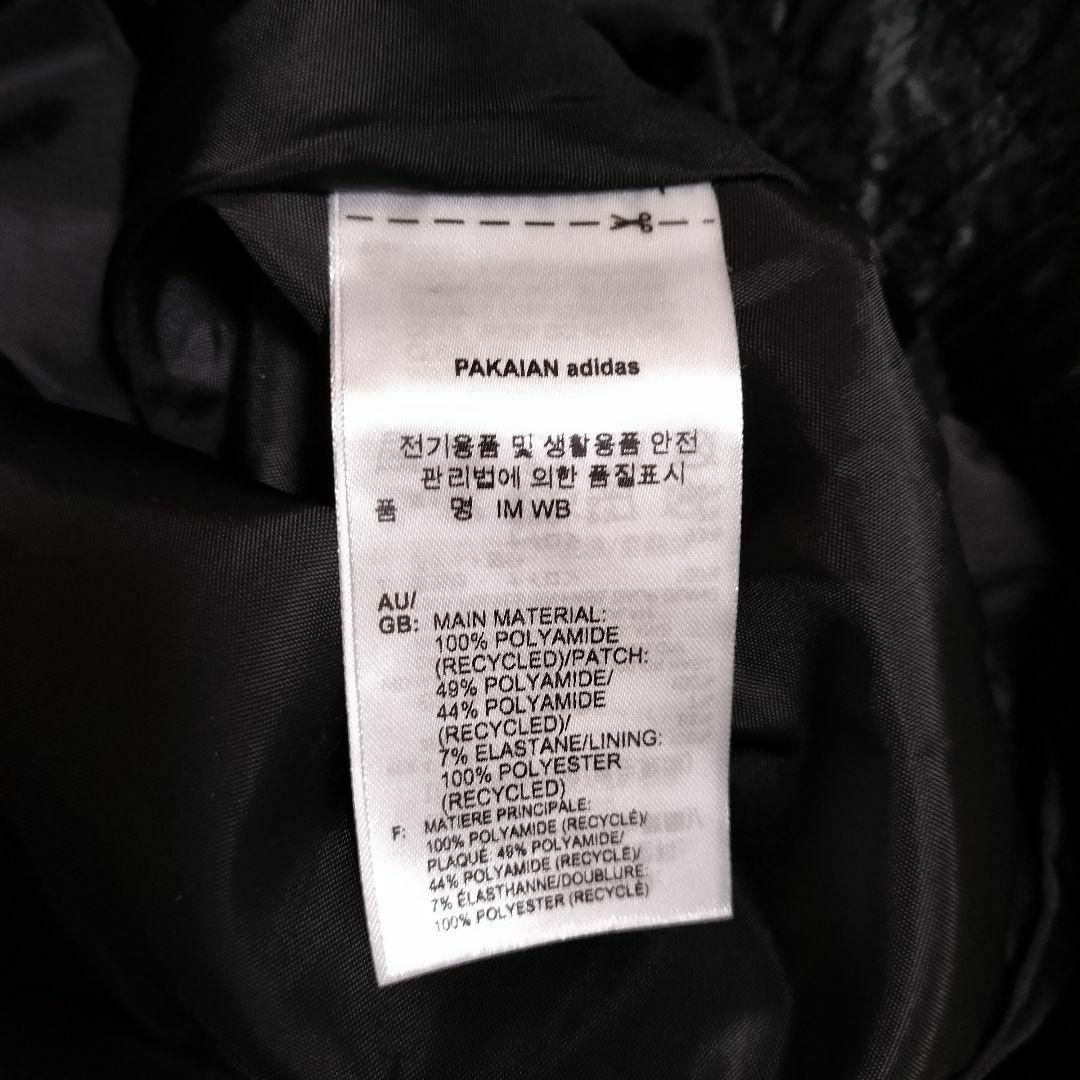 PAKAIAN adidas
전기용품 및 생활용품 안전
관리법에 의한 품질표시
품 명 IM WB
AU/
GB: MAIN MATERIAL:
100% POLYAMIDE
(RECYCLED)/PATCH:
49% POLYAMIDE/
44% POLYAMIDE
(RECYCLED)/
7% ELASTANE/LINING:
100% POLYESTER
(RECYCLED)
F: MATIERE PRINCIPALE:
100% POLYAMIDE (RECYCLÉ)/
PLAQUÉ: 49% POLYAMIDE/
44% POLYAMIDE (RECYCLÉ)/
7% ÉLASTHANNE/DOUBLURE:
100% POLYESTER (RECYCLÉ)